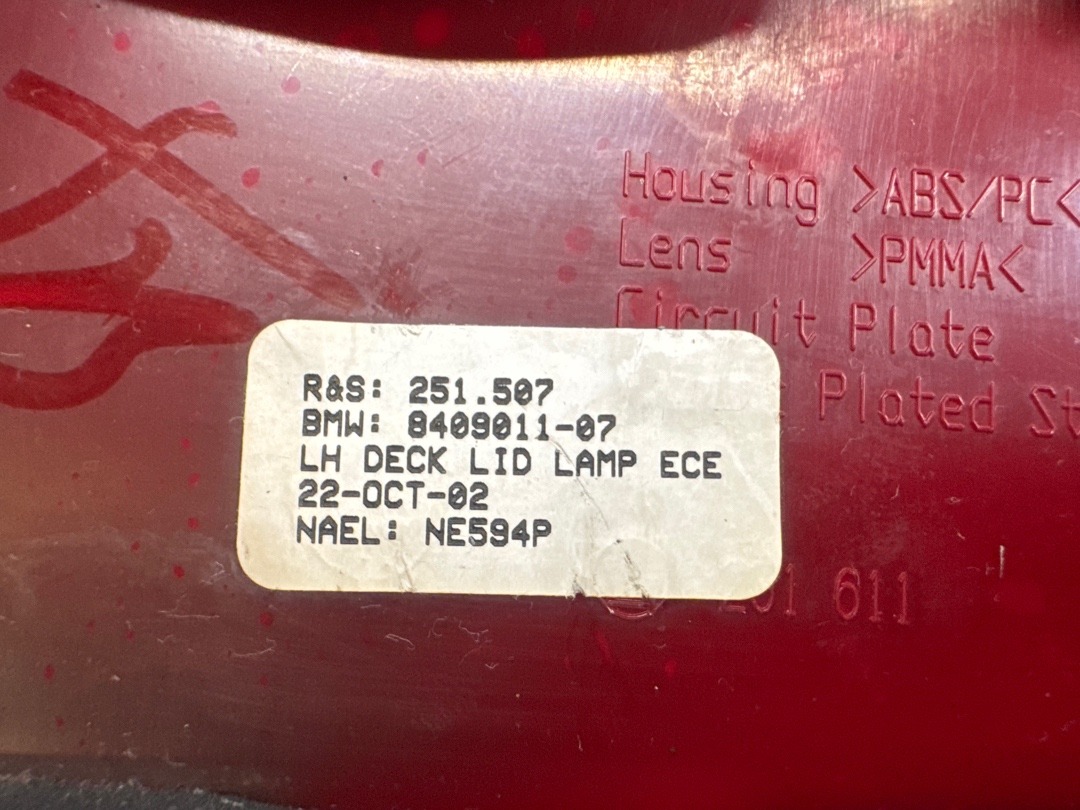 Housing >ABS/PC<
Lens >PMMA<
Circuit Plate
Plated
R&S: 251.507
BMW: 8409011-07
LH DECK LID LAMP ECE
22-OCT-02
NAEL: NE594P
611